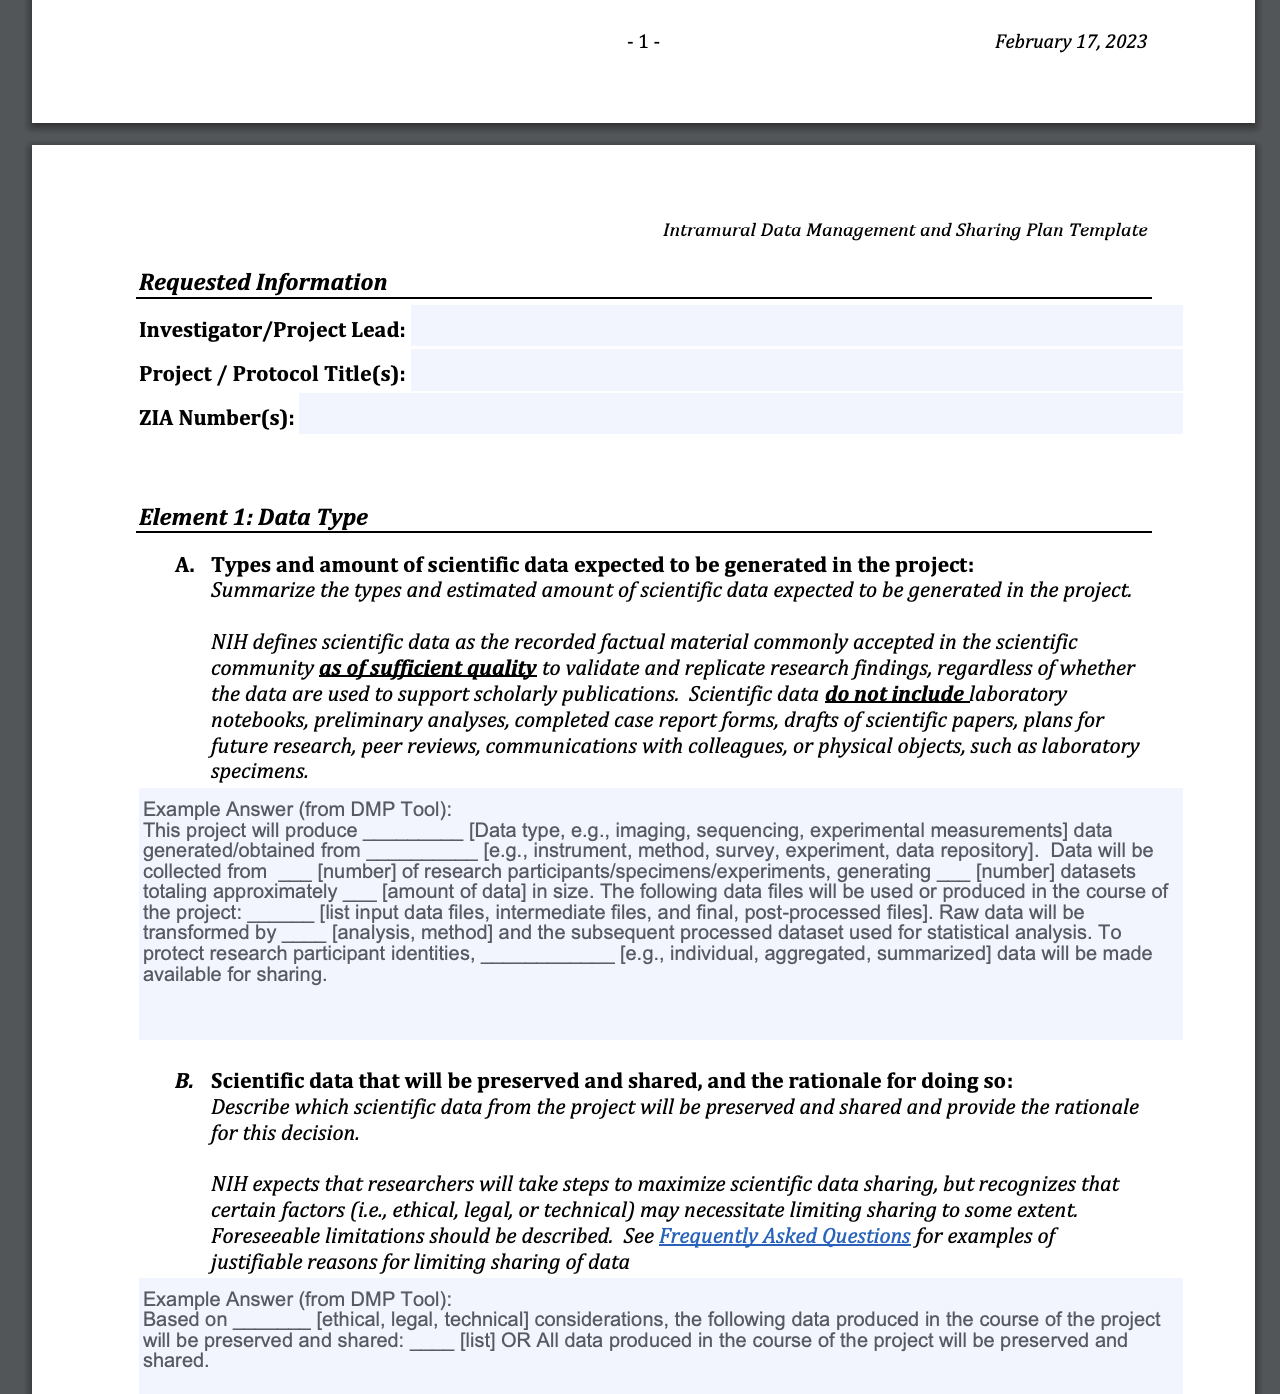 - 1 -
February 17, 2023
Intramural Data Management and Sharing Plan Template
Requested Information
Investigator/Project Lead:
Project / Protocol Title(s):
ZIA Number(s):
Element 1: Data Type
A. Types and amount of scientific data expected to be generated in the project:
Summarize the types and estimated amount of scientific data expected to be generated in the project.
NIH defines scientific data as the recorded factual material commonly accepted in the scientific
community as of sufficient quality to validate and replicate research findings, regardless of whether
the data are used to support scholarly publications.  Scientific data do not include laboratory
notebooks, preliminary analyses, completed case report forms, drafts of scientific papers, plans for
future research, peer reviews, communications with colleagues, or physical objects, such as laboratory
specimens.
Example Answer (from DMP Tool):
This project will produce _________ [Data type, e.g., imaging, sequencing, experimental measurements] data
generated/obtained from __________ [e.g., instrument, method, survey, experiment, data repository].  Data will be
collected from  ___ [number] of research participants/specimens/experiments, generating ___ [number] datasets
totaling approximately ___ [amount of data] in size. The following data files will be used or produced in the course of
the project: ______ [list input data files, intermediate files, and final, post-processed files]. Raw data will be
transformed by ____ [analysis, method] and the subsequent processed dataset used for statistical analysis. To
protect research participant identities, ____________ [e.g., individual, aggregated, summarized] data will be made
available for sharing.
B. Scientific data that will be preserved and shared, and the rationale for doing so:
Describe which scientific data from the project will be preserved and shared and provide the rationale
for this decision.
NIH expects that researchers will take steps to maximize scientific data sharing, but recognizes that
certain factors (i.e., ethical, legal, or technical) may necessitate limiting sharing to some extent.
Foreseeable limitations should be described.  See Frequently Asked Questions for examples of
justifiable reasons for limiting sharing of data
Example Answer (from DMP Tool):
Based on _______ [ethical, legal, technical] considerations, the following data produced in the course of the project
will be preserved and shared: ____ [list] OR All data produced in the course of the project will be preserved and
shared.